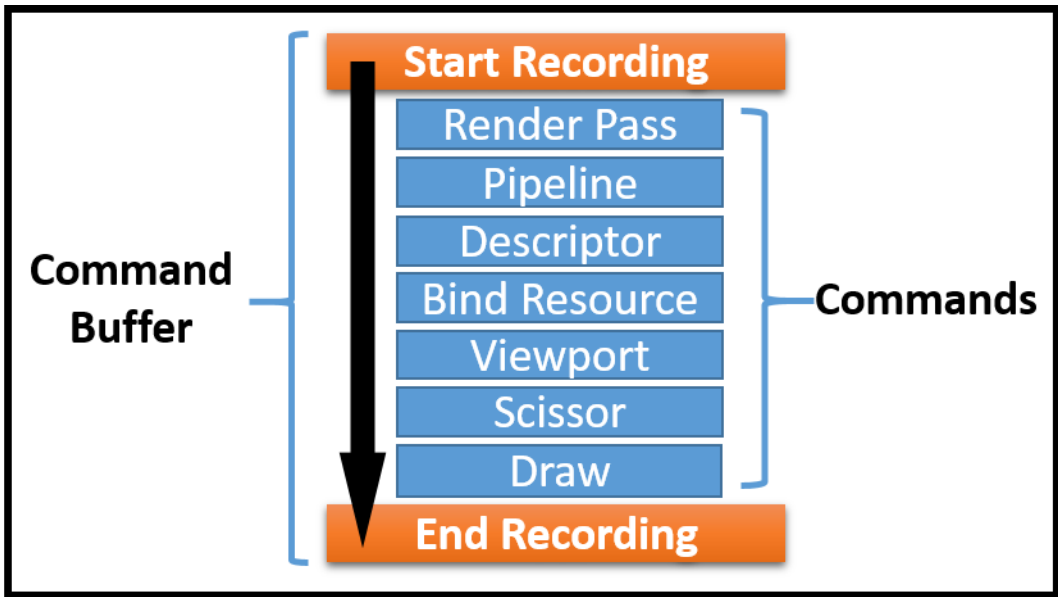 Start Recording
Render Pass
Pipeline
Descriptor
Bind Resource
Viewport
Scissor
Draw
End Recording
Command
Buffer
Commands